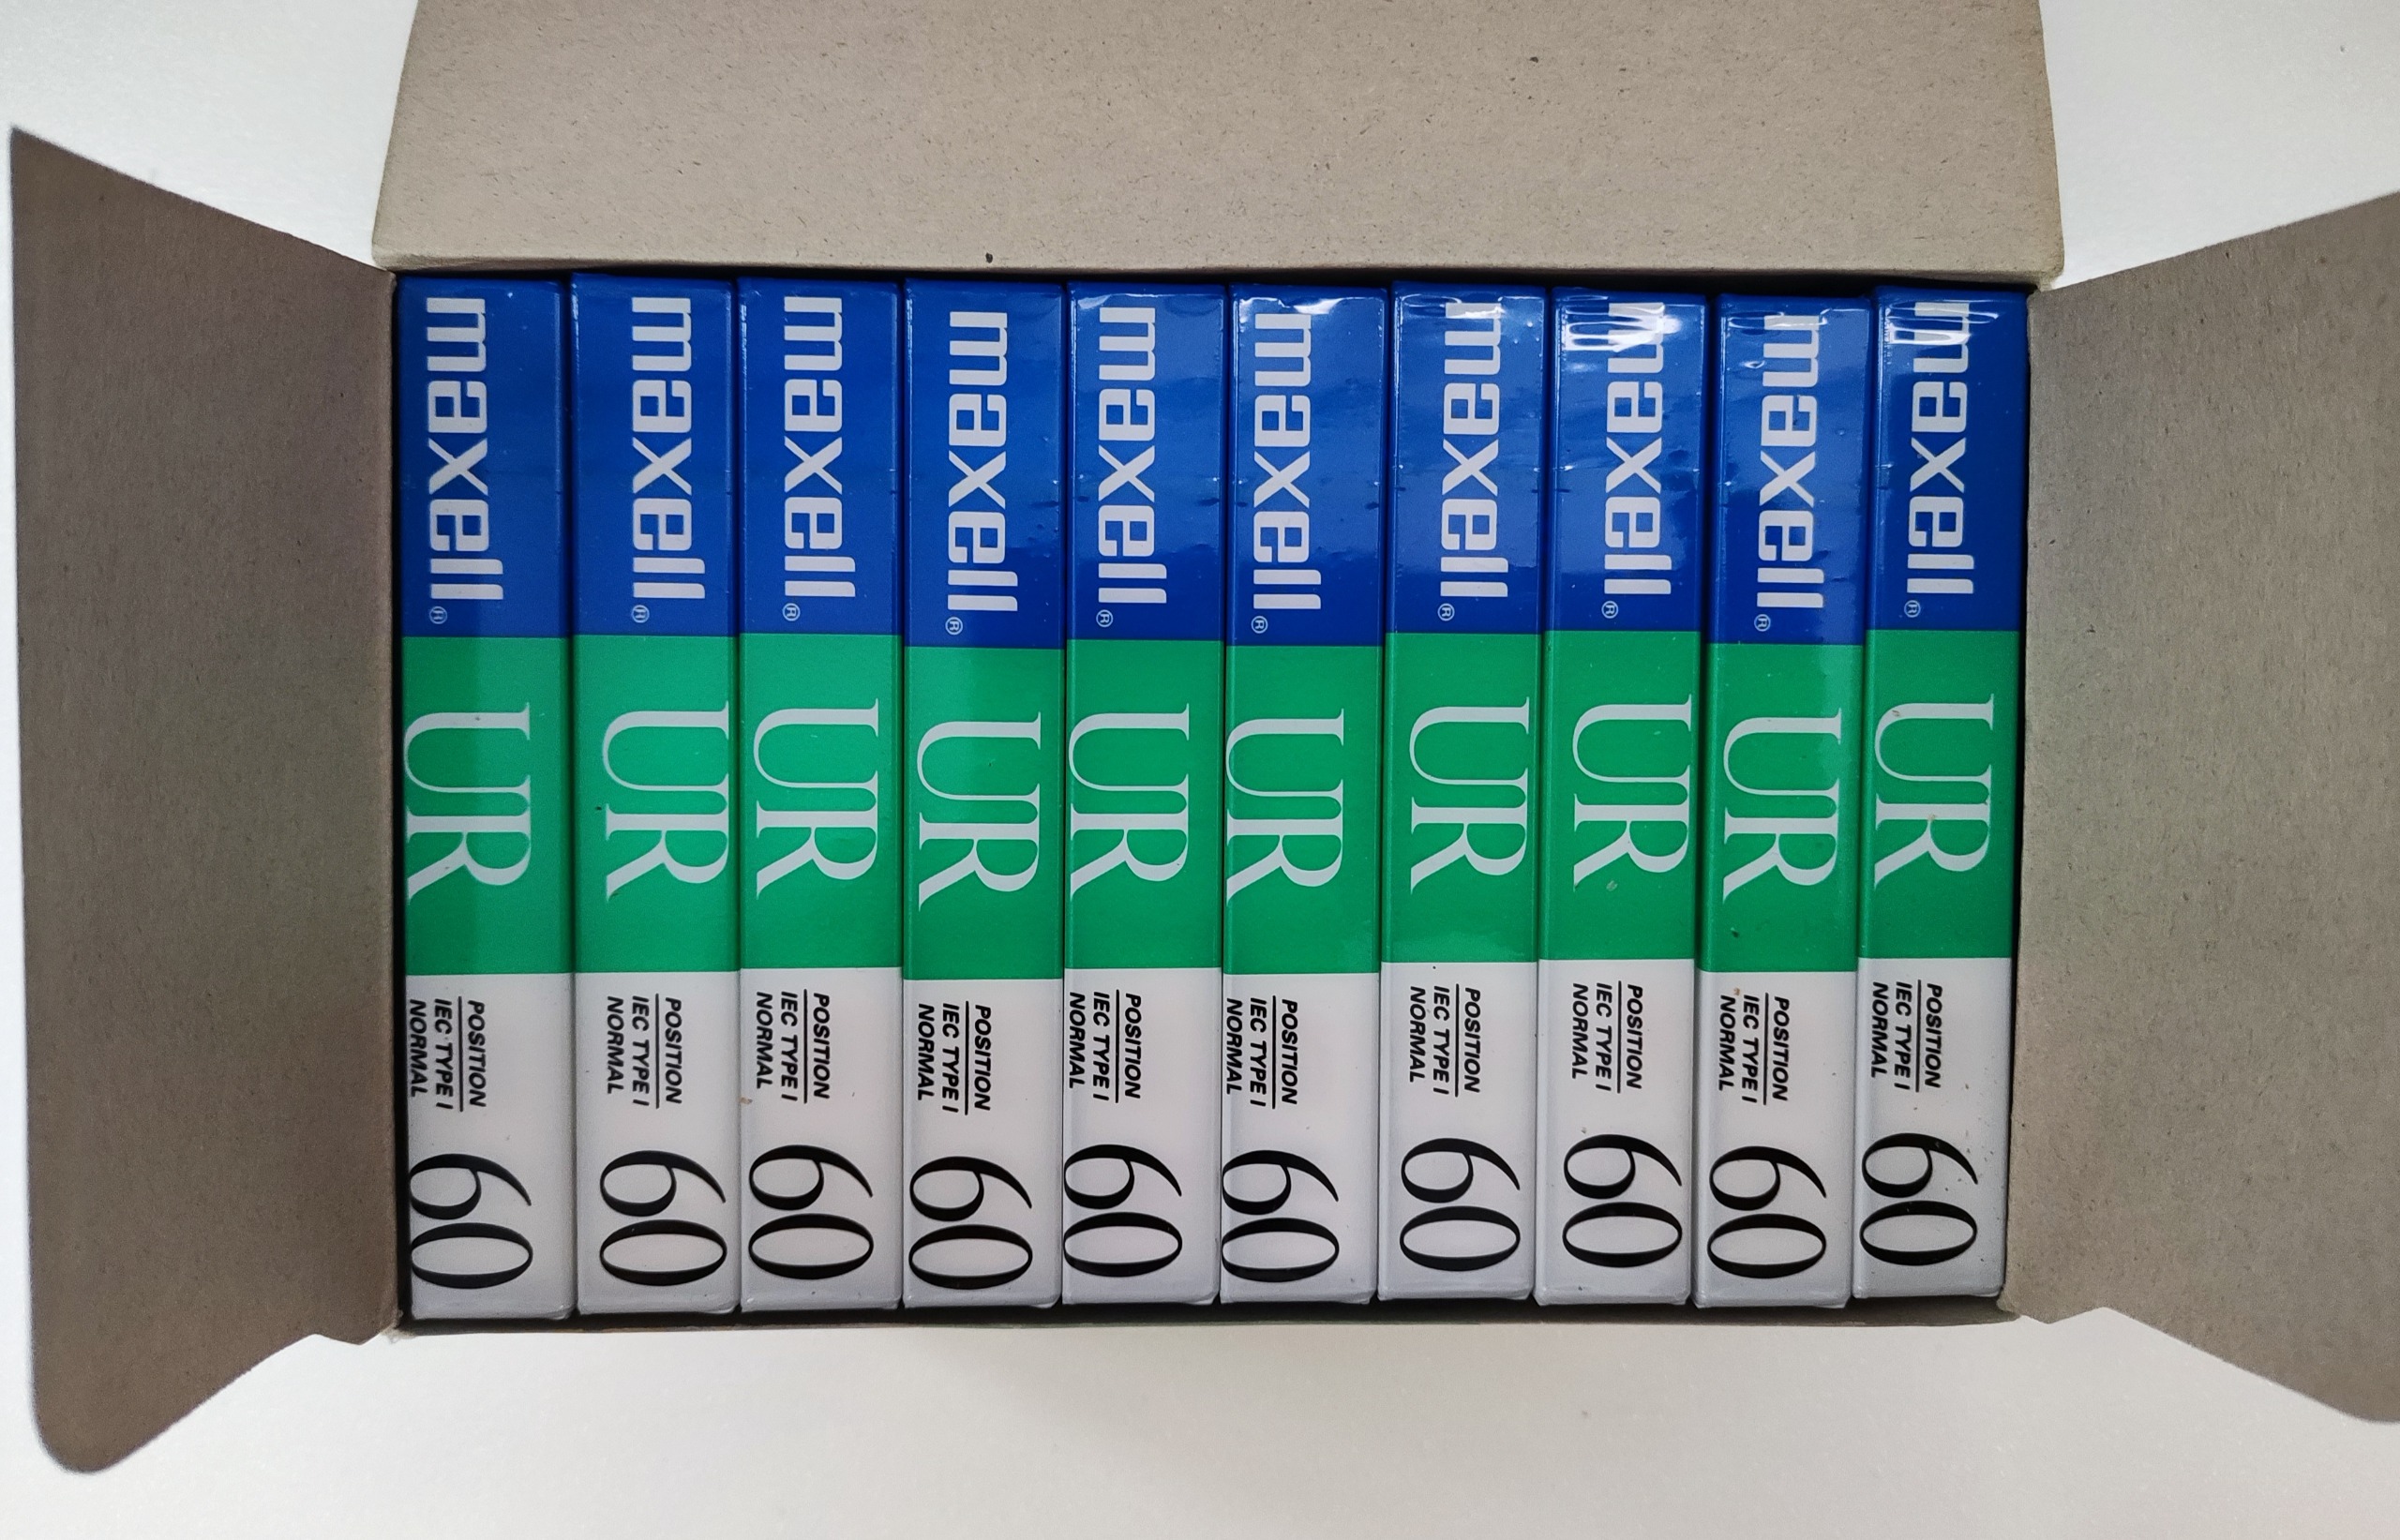 maxell®
UR
POSITION
IEC TYPE I
NORMAL
60
maxell®
UR
POSITION
IEC TYPE I
NORMAL
60
maxell®
UR
POSITION
IEC TYPE I
NORMAL
60
maxell®
UR
POSITION
IEC TYPE I
NORMAL
60
maxell®
UR
POSITION
IEC TYPE I
NORMAL
60
maxell®
UR
POSITION
IEC TYPE I
NORMAL
60
maxell®
UR
POSITION
IEC TYPE I
NORMAL
60
maxell®
UR
POSITION
IEC TYPE I
NORMAL
60
maxell®
UR
POSITION
IEC TYPE I
NORMAL
60
maxell®
UR
POSITION
IEC TYPE I
NORMAL
60